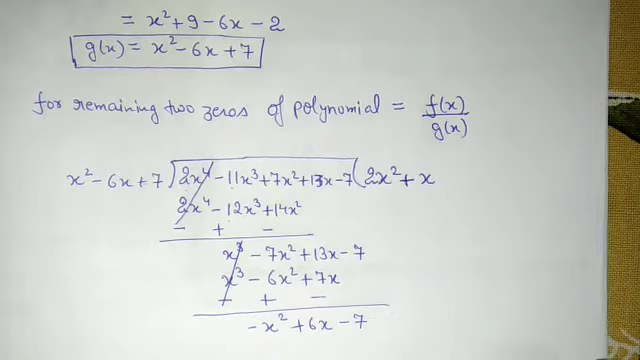 = x² + 9 - 6x - 2
g(x) = x² - 6x + 7
for remaining two zeros of polynomial = f(x)/g(x)
x² - 6x + 7 ) 2x⁴ - 11x³ + 7x² + 13x - 7 ( 2x² + x
2x⁴ - 12x³ + 14x²
- + -
x³ - 7x² + 13x - 7
x³ - 6x² + 7x
- + -
-x² + 6x - 7